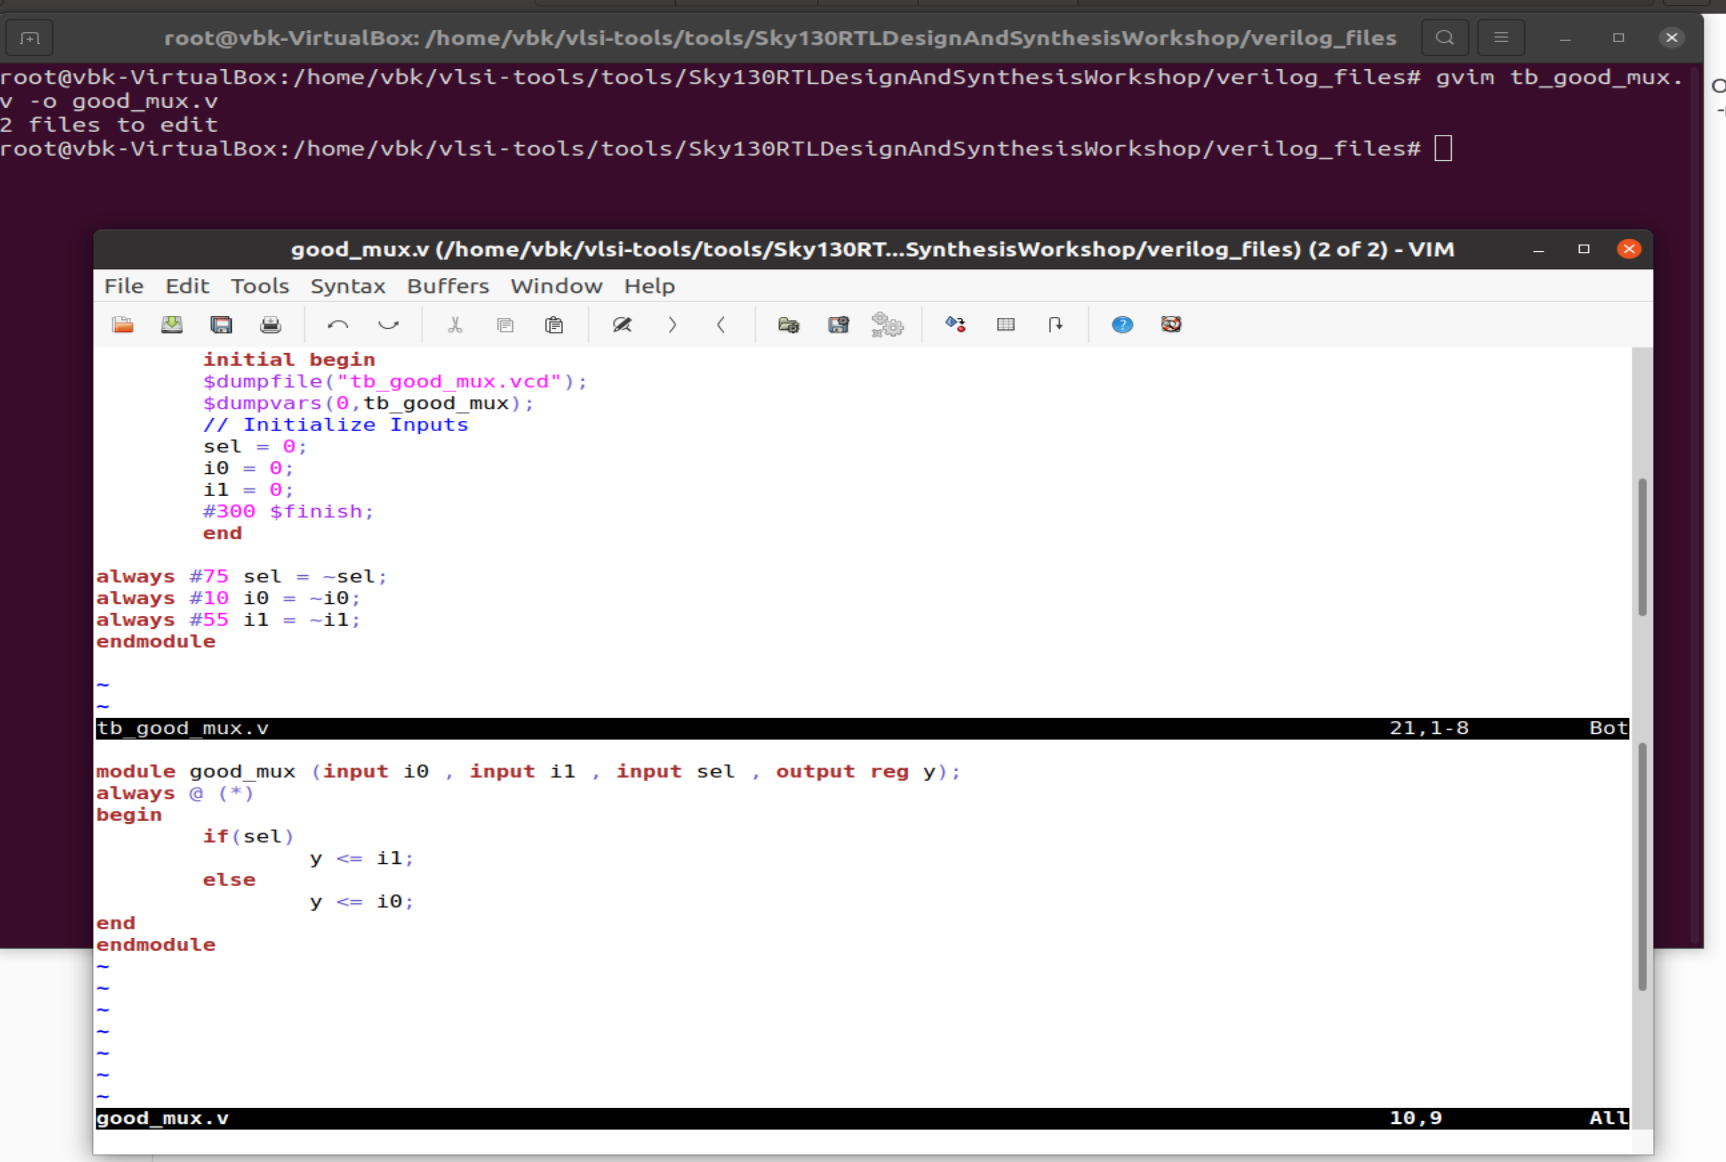 root@vbk-VirtualBox: /home/vbk/vlsi-tools/tools/Sky130RTLDesignAndSynthesisWorkshop/verilog_files
root@vbk-VirtualBox:/home/vbk/vlsi-tools/tools/Sky130RTLDesignAndSynthesisWorkshop/verilog_files# gvim tb_good_mux.
v -o good_mux.v
2 files to edit
root@vbk-VirtualBox:/home/vbk/vlsi-tools/tools/Sky130RTLDesignAndSynthesisWorkshop/verilog_files#
good_mux.v (/home/vbk/vlsi-tools/tools/Sky130RT...SynthesisWorkshop/verilog_files) (2 of 2) - VIM
File Edit Tools Syntax Buffers Window Help
initial begin
$dumpfile("tb_good_mux.vcd");
$dumpvars(0,tb_good_mux);
// Initialize Inputs
sel = 0;
i0 = 0;
i1 = 0;
#300 $finish;
end
always #75 sel = ~sel;
always #10 i0 = ~i0;
always #55 i1 = ~i1;
endmodule
~
~
tb_good_mux.v 21,1-8 Bot
module good_mux (input i0 , input i1 , input sel , output reg y);
always @ (*)
begin
if(sel)
y <= i1;
else
y <= i0;
end
endmodule
~
~
~
~
~
~
~
good_mux.v 10,9 All